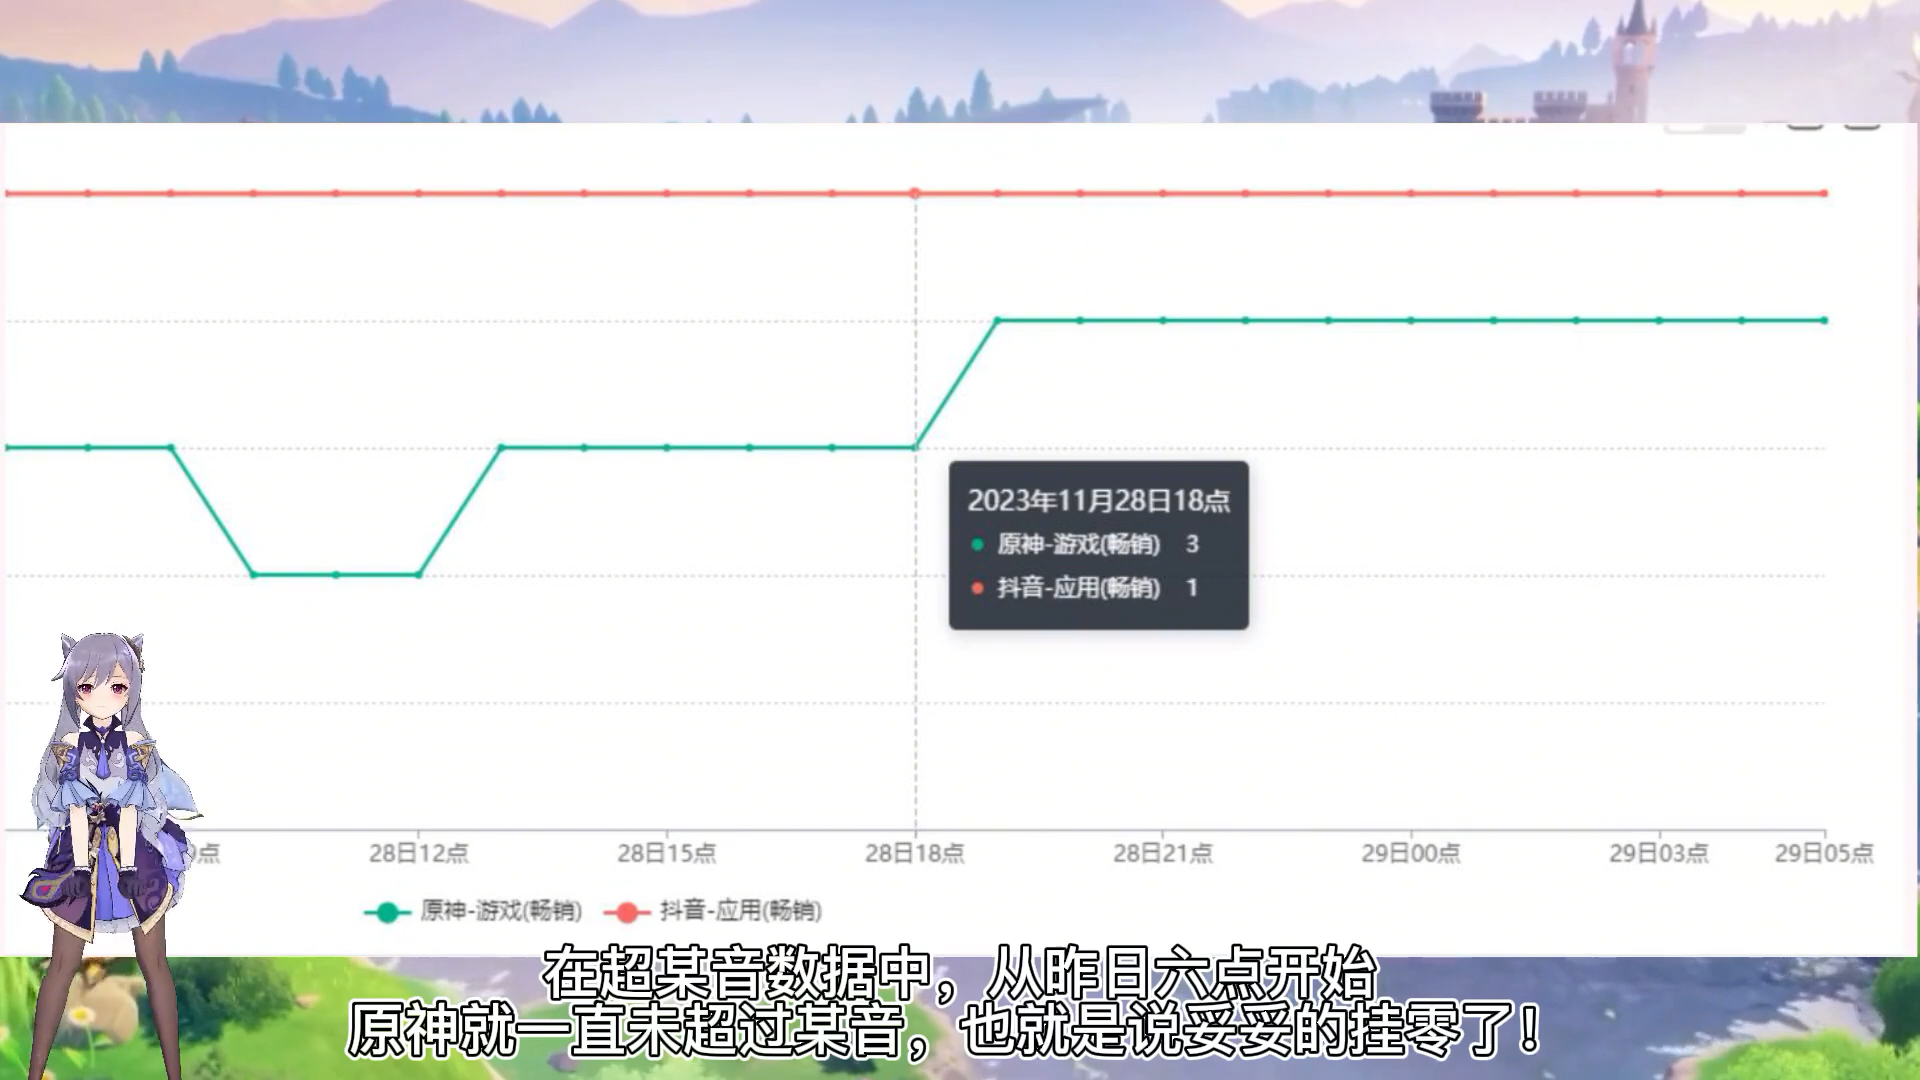 2023年11月28日18点
原神-游戏(畅销) 3
抖音-应用(畅销) 1
点 28日12点 28日15点 28日18点 28日21点 29日00点 29日03点 29日05点
原神-游戏(畅销) 抖音-应用(畅销)
在超某音数据中，从昨日六点开始
原神就一直未超过某音，也就是说妥妥的挂零了！